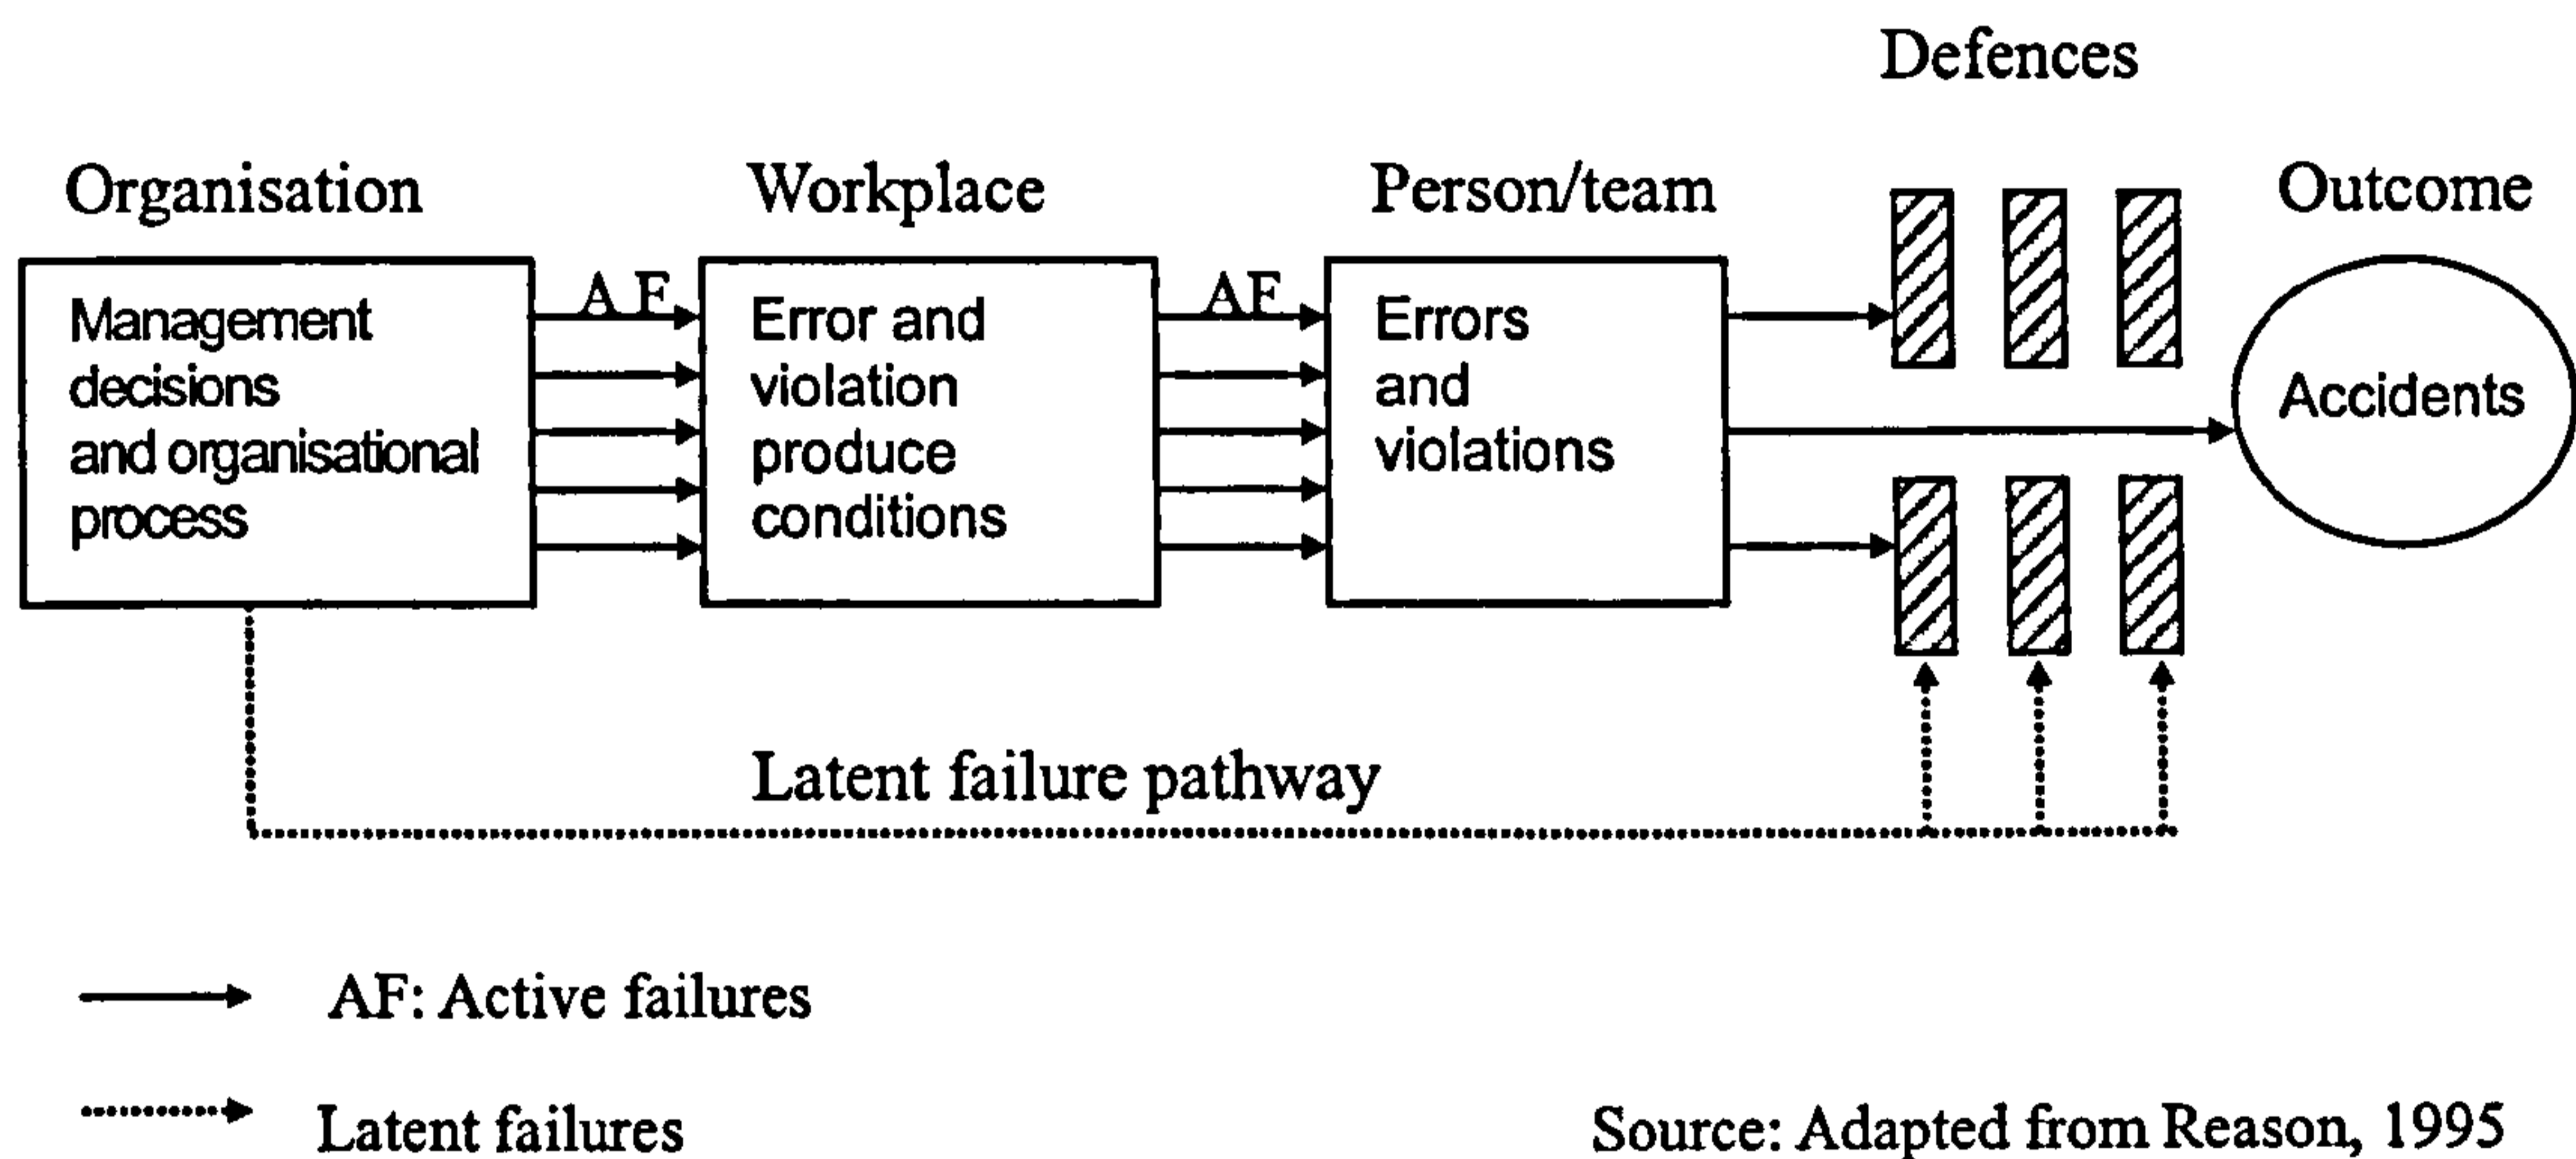 Defences
Organisation
Workplace
Person/team
Outcome
Management
decisions
and organisational
process
A F
Error and
violation
produce
conditions
AF
Errors
and
violations
Accidents
Latent failure pathway
AF: Active failures
Latent failures
Source: Adapted from Reason, 1995